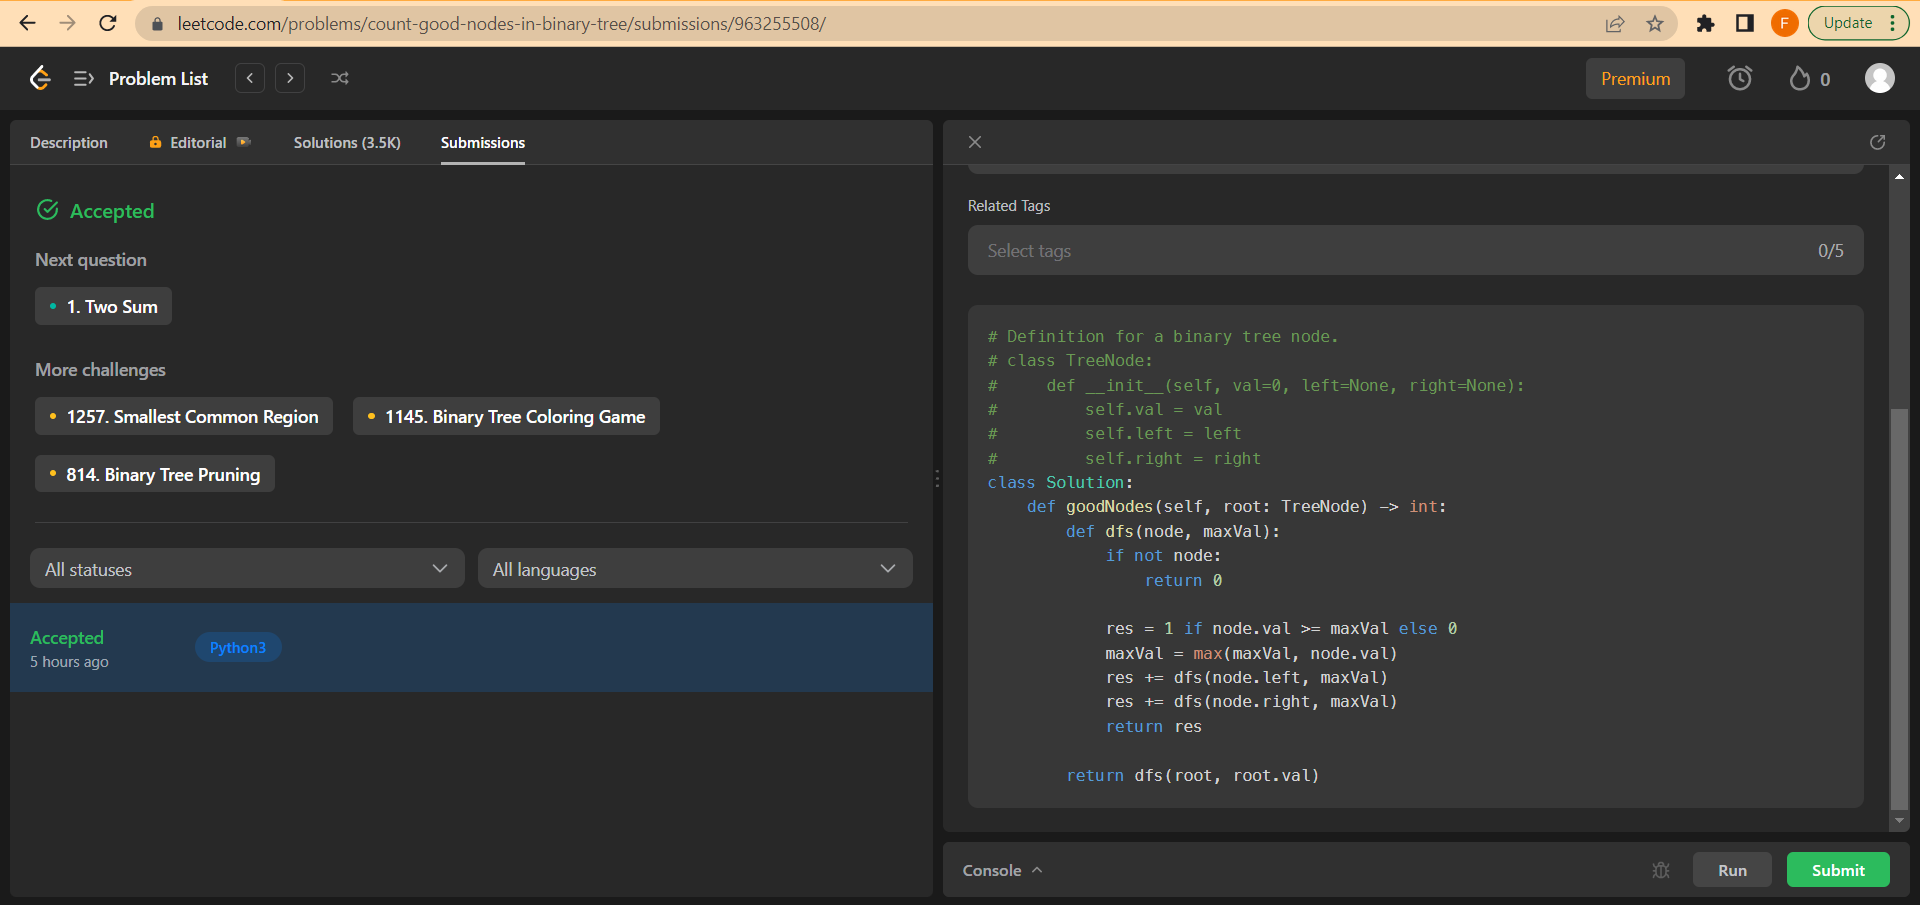 leetcode.com/problems/count-good-nodes-in-binary-tree/submissions/963255508/
F
Update
Problem List
Premium
0
Description
Editorial
Solutions (3.5K)
Submissions
Accepted
Next question
1. Two Sum
More challenges
1257. Smallest Common Region
1145. Binary Tree Coloring Game
814. Binary Tree Pruning
All statuses
All languages
Accepted
5 hours ago
Python3
Related Tags
Select tags
0/5
# Definition for a binary tree node.
# class TreeNode:
#     def __init__(self, val=0, left=None, right=None):
#         self.val = val
#         self.left = left
#         self.right = right
class Solution:
    def goodNodes(self, root: TreeNode) -> int:
        def dfs(node, maxVal):
            if not node:
                return 0

            res = 1 if node.val >= maxVal else 0
            maxVal = max(maxVal, node.val)
            res += dfs(node.left, maxVal)
            res += dfs(node.right, maxVal)
            return res

        return dfs(root, root.val)
Console
Run
Submit